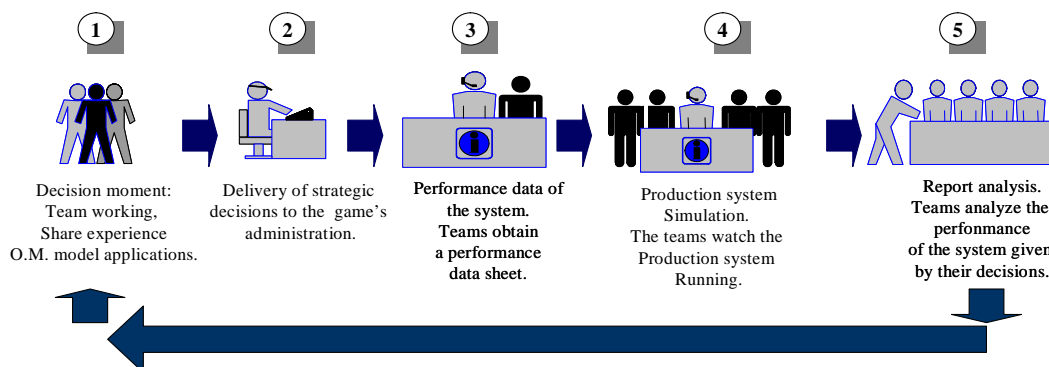 1
2
3
4
5
Decision moment:
Team working,
Share experience
O.M. model applications.
Delivery of strategic
decisions to the game's
administration.
Performance data of
the system.
Teams obtain
a performance
data sheet.
Production system
Simulation.
The teams watch the
Production system
Running.
Report analysis.
Teams analyze the
perfonmance
of the system given
by their decisions.
i
i